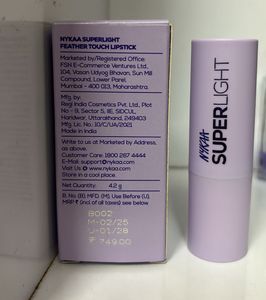 NYKAA SUPERLIGHT
FEATHER TOUCH LIPSTICK
Marketed by/Registered Office:
FSN E-Commerce Ventures Ltd.,
104, Vasan Udyog Bhavan, Sun Mill
Compound, Lower Parel,
Mumbai - 400 013, Maharashtra.
Mfg. by:
Regi India Cosmetics Pvt. Ltd., Plot
No - 9, Sector 5, IIE, SIDCUL,
Haridwar, Uttarakhand, 249403
Mfg. Lic. No.: 10/C/UA/2021
Made in India
Write to us at Marketed by Address,
as above.
Customer Care: 1800 267 4444
E-Mail: support@nykaa.com
Visit Us www.nykaa.com
Store in a cool place.
Net Quantity: 4.2 g
B. No. (B), MFD. (M), Use Before (U),
MRP ₹ (incl. of all taxes) see below
B002
M-02/25
U-01/28
₹ 749.00
NYKAA
SUPERLIGHT